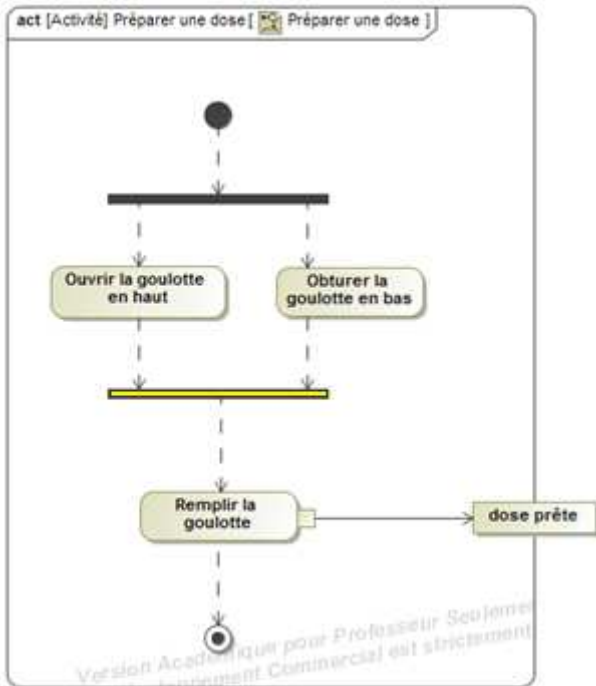 act [Activité] Préparer une dose [ Préparer une dose ]
Ouvrir la goulotte
en haut
Obturer la
goulotte en bas
Remplir la
goulotte
dose prête
Version Académique pour Professeur Seulement
Commercial est strictement